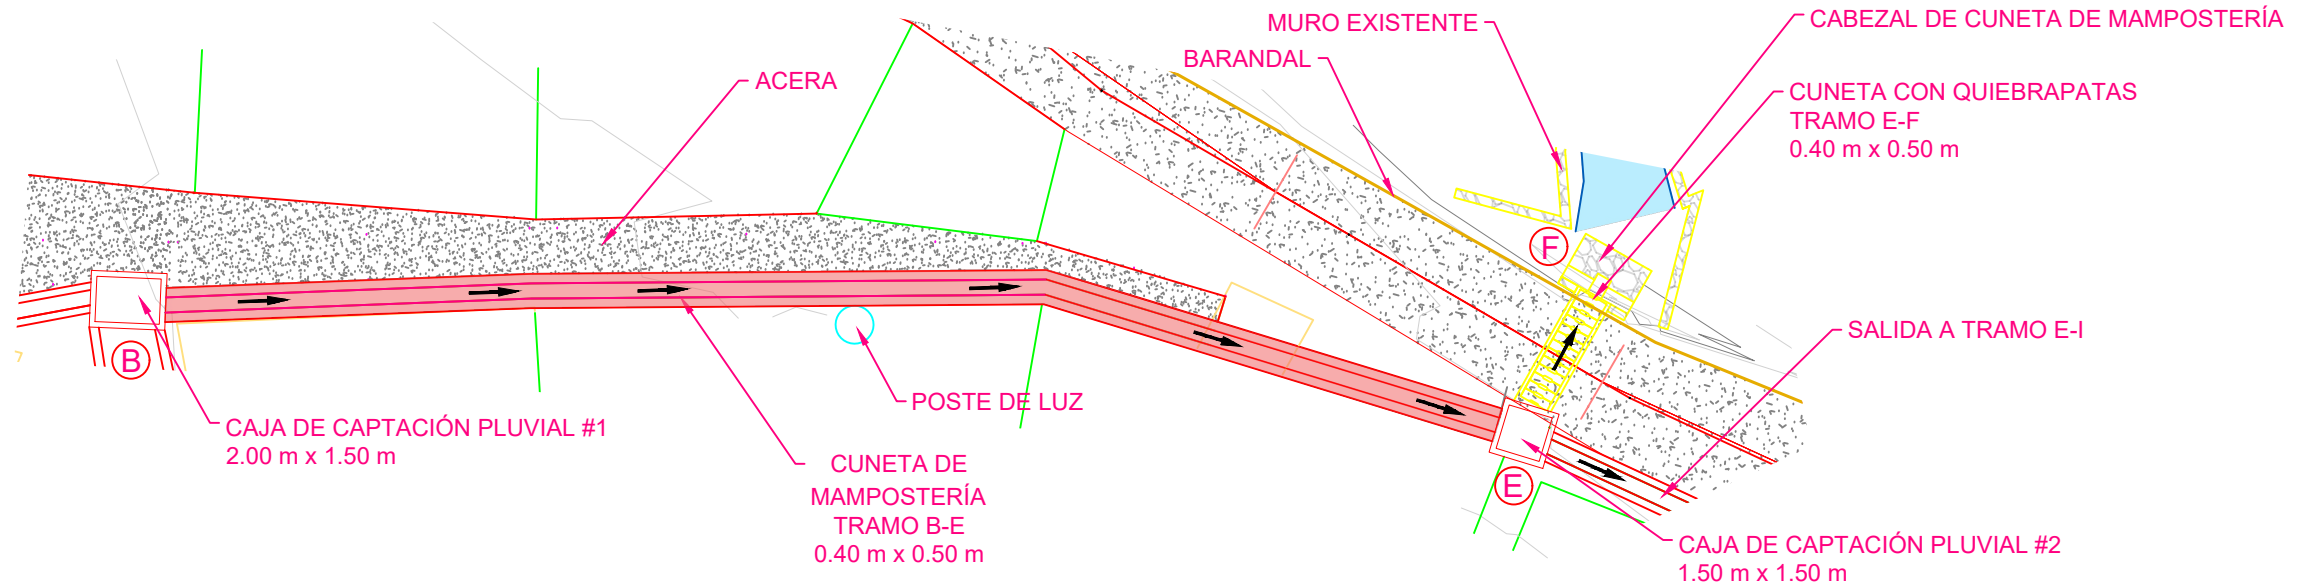 MURO EXISTENTE
CABEZAL DE CUNETA DE MAMPOSTERÍA
BARANDAL
ACERA
CUNETA CON QUIEBRAPATAS
TRAMO E-F
0.40 m x 0.50 m
F
SALIDA A TRAMO E-I
B
POSTE DE LUZ
CAJA DE CAPTACIÓN PLUVIAL #1
2.00 m x 1.50 m
CUNETA DE
MAMPOSTERÍA
TRAMO B-E
0.40 m x 0.50 m
E
CAJA DE CAPTACIÓN PLUVIAL #2
1.50 m x 1.50 m